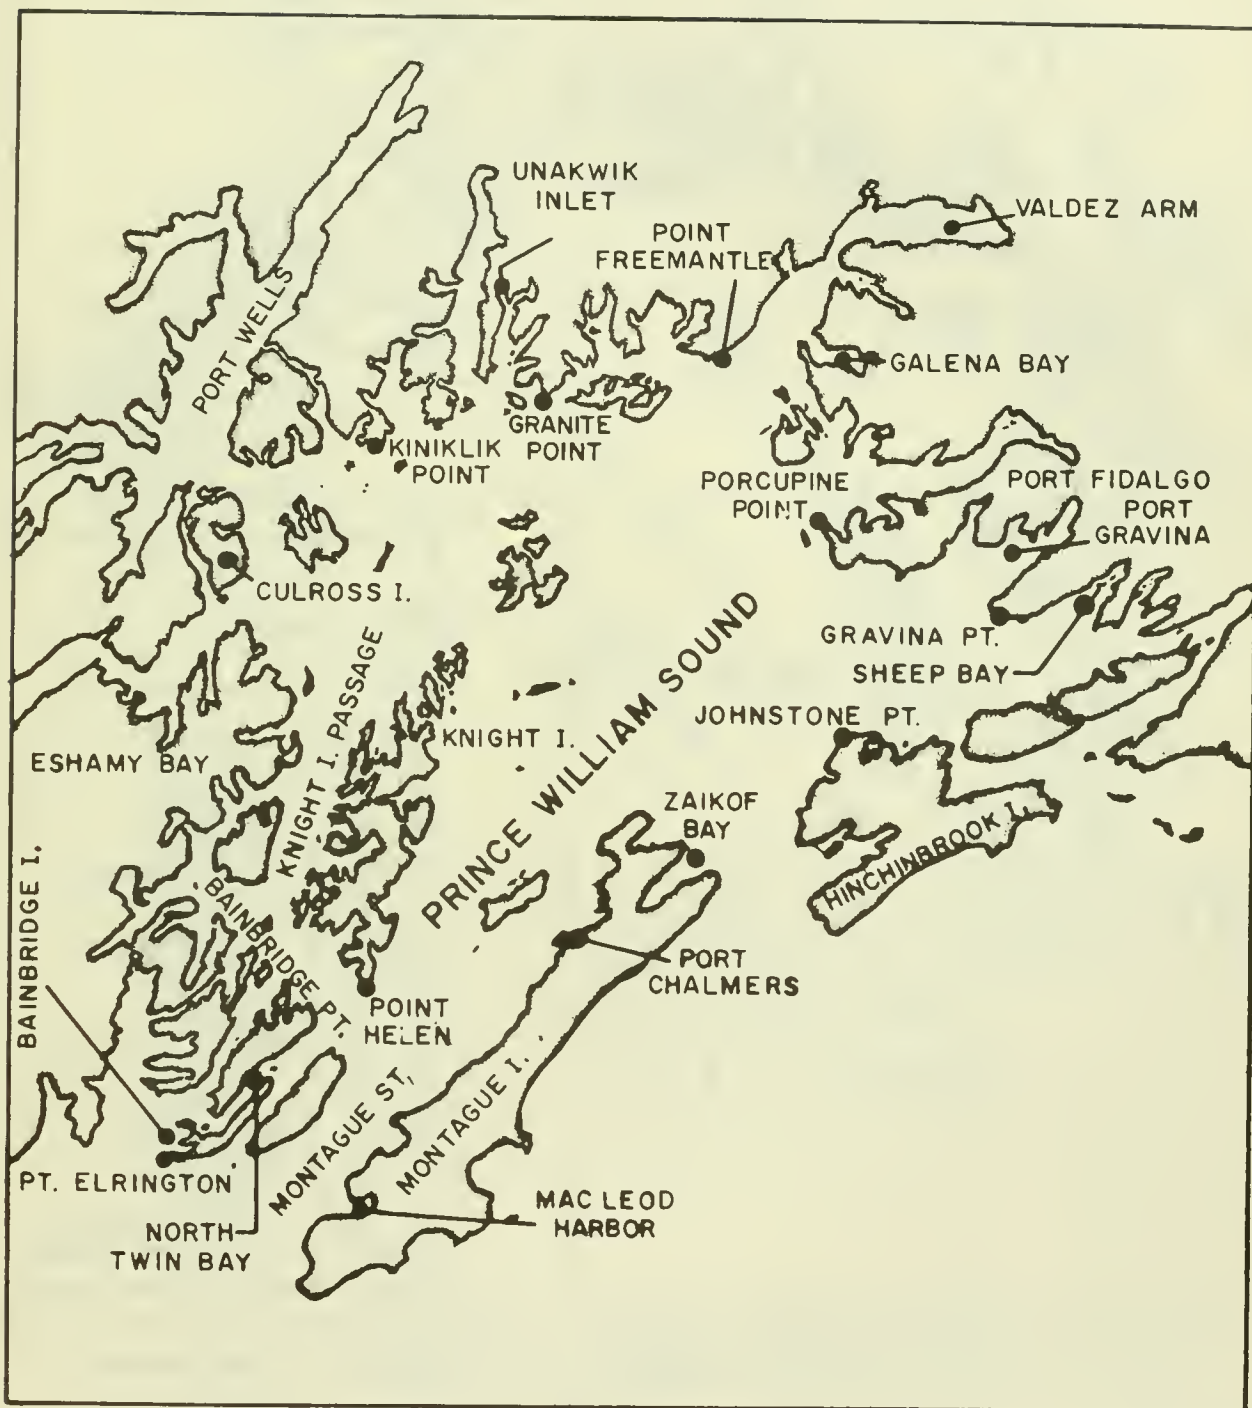 UNAKWIK
INLET
VALDEZ ARM
POINT
FREEMANTLE
PORT WELLS
GALENA BAY
GRANITE
POINT
KINIKLIK
POINT
PORCUPINE
POINT
PORT FIDALGO
PORT
GRAVINA
CULROSS I.
GRAVINA PT.
SHEEP BAY
KNIGHT I. PASSAGE
PRINCE WILLIAM SOUND
JOHNSTONE PT.
KNIGHT I.
ESHAMY BAY
ZAIKOF
BAY
HINCHINBROOK I.
BAINBRIDGE I.
BAINBRIDGE PT.
PORT
CHALMERS
POINT
HELEN
MONTAGUE ST,
MONTAGUE I.
PT. ELRINGTON
MAC LEOD
HARBOR
NORTH
TWIN BAY